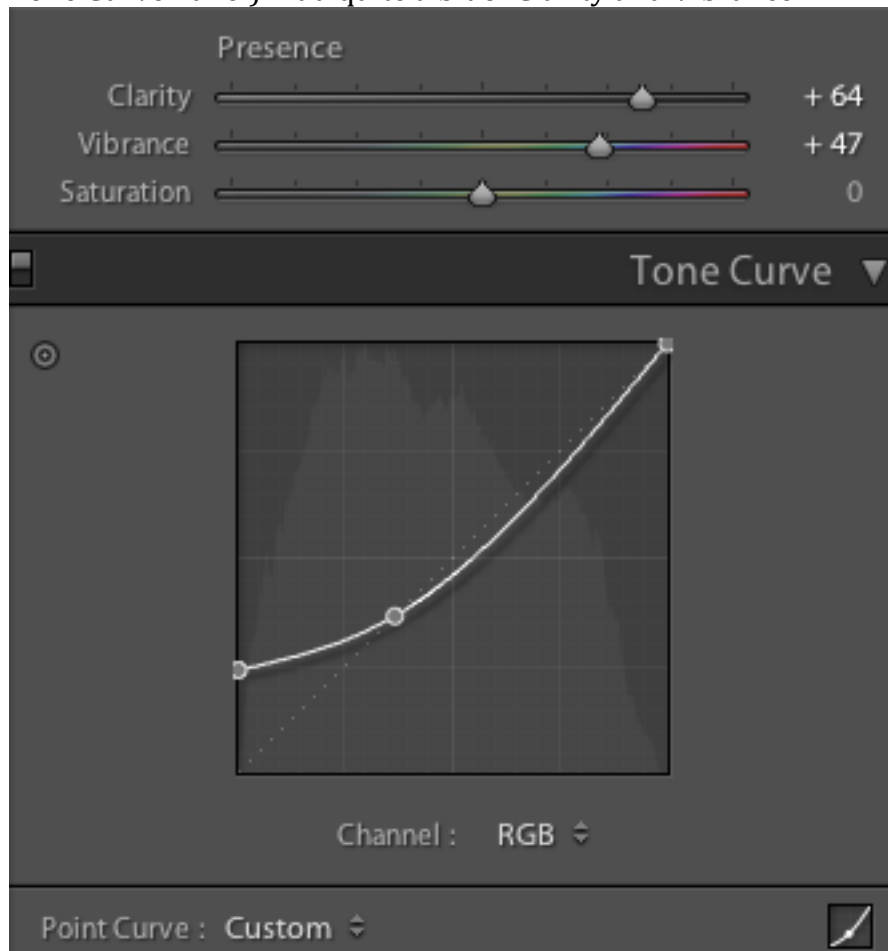 Presence
Clarity + 64
Vibrance + 47
Saturation 0
Tone Curve
Channel : RGB
Point Curve : Custom